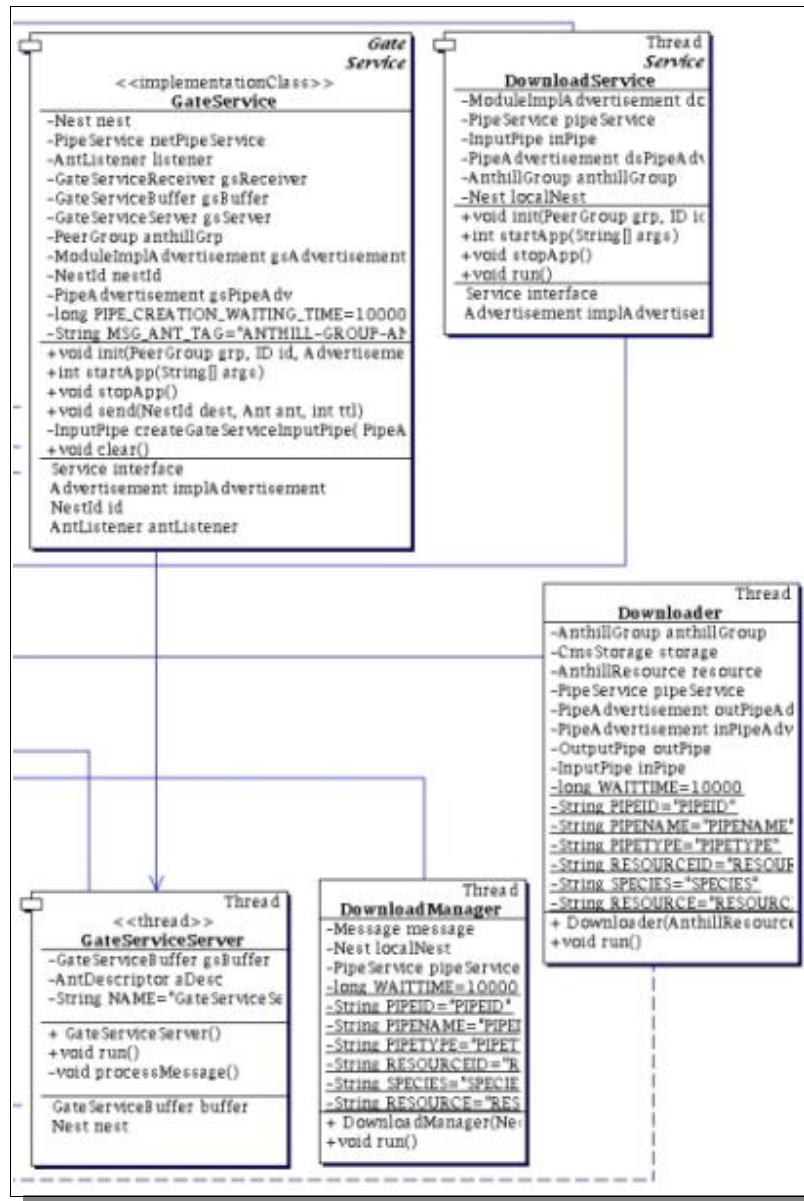 Gate
Service
<<implementationClass>>
GateService
-Nest nest
-PipeService netPipeService
-AntListener listener
-GateServiceReceiver gsReceiver
-GateServiceBuffer gsBuffer
-GateServiceServer gsServer
-PeerGroup anthillGrp
-ModuleImplAdvertisement gsAdvertisement
-NestId nestId
-PipeAdvertisement gsPipeAdv
-long PIPE_CREATION_WAITING_TIME=10000
-String MSG_ANT_TAG="ANTHILL-GROUP-AN
+void init(PeerGroup grp, ID id, Advertiseme
+int startApp(String[] args)
+void stopApp()
+void send(NestId dest, Ant ant, int ttl)
-InputPipe createGateServiceInputPipe( PipeA
+void clear()
Service interface
Advertisement implAdvertisement
NestId id
AntListener antListener
Thread
Service
DownloadService
-ModuleImplAdvertisement dc
-PipeService pipeService
-InputPipe inPipe
-PipeAdvertisement dsPipeAdv
-AnthillGroup anthillGroup
-Nest localNest
+void init(PeerGroup grp, ID id
+int startApp(String[] args)
+void stopApp()
+void run()
Service interface
Advertisement implAdvertiser
Thread
Downloader
-AnthillGroup anthillGroup
-CmsStorage storage
-AnthillResource resource
-PipeService pipeService
-PipeAdvertisement outPipeAd
-PipeAdvertisement inPipeAdv
-OutputPipe outPipe
-InputPipe inPipe
-long WAITTIME=10000
-String PIPEID="PIPEID"
-String PIPENAME="PIPENAME"
-String PIPETYPE="PIPETYPE"
-String RESOURCEID="RESOUR
-String SPECIES="SPECIES"
-String RESOURCE="RESOURC
+ Downloader(AnthillResource
+void run()
Thread
<<thread>>
GateServiceServer
-GateServiceBuffer gsBuffer
-AntDescriptor aDesc
-String NAME="GateServiceSe
+ GateServiceServer()
+void run()
-void processMessage()
GateServiceBuffer buffer
Nest nest
Thread
DownloadManager
-Message message
-Nest localNest
-PipeService pipeService
-long WAITTIME=10000
-String PIPEID="PIPEID"
-String PIPENAME="PIPEI
-String PIPETYPE="PIPET
-String RESOURCEID="R
-String SPECIES="SPECIE
-String RESOURCE="RES
+ DownloadManager(Nes
+void run()